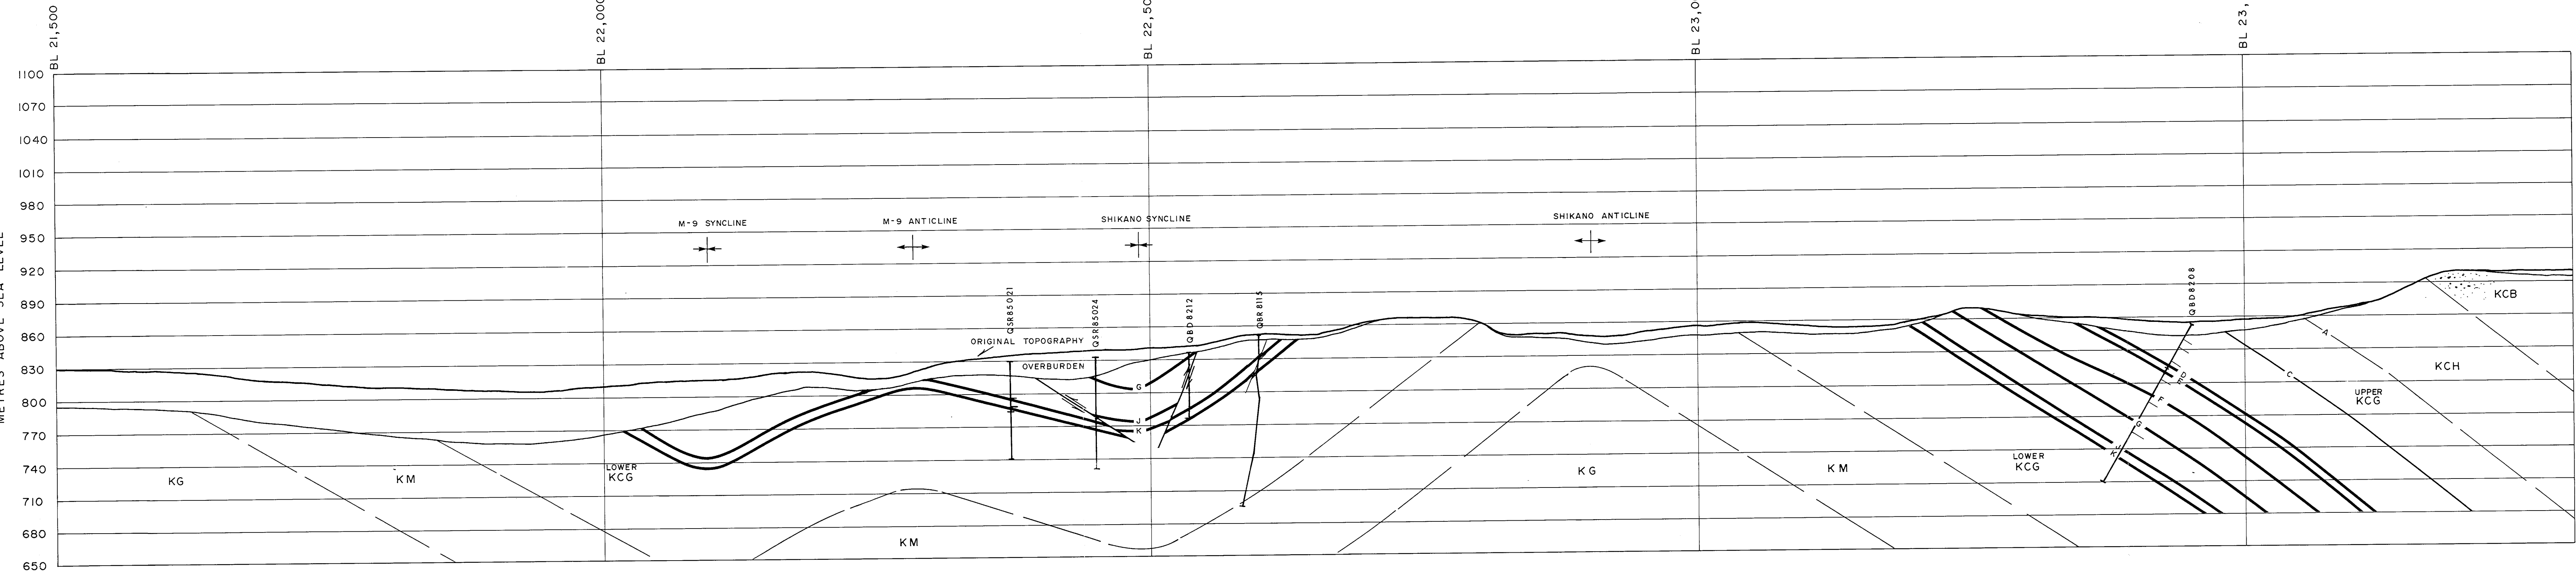 BL 21,500
BL 22,000
BL 22,50
BL 23,0
BL 23,
1100
1070
1040
1010
980
950
920
890
860
830
800
770
740
710
680
650
METRES ABOVE SEA LEVEL
M-9 SYNCLINE
M-9 ANTICLINE
SHIKANO SYNCLINE
SHIKANO ANTICLINE
QSR85021
QSR85024
QBD8212
QBR8115
QBD8208
ORIGINAL TOPOGRAPHY
OVERBURDEN
G
J
K
D
E
F
G
J
K
C
A
KCB
KCH
UPPER
KCG
KG
KM
LOWER
KCG
KM
KG
KM
LOWER
KCG